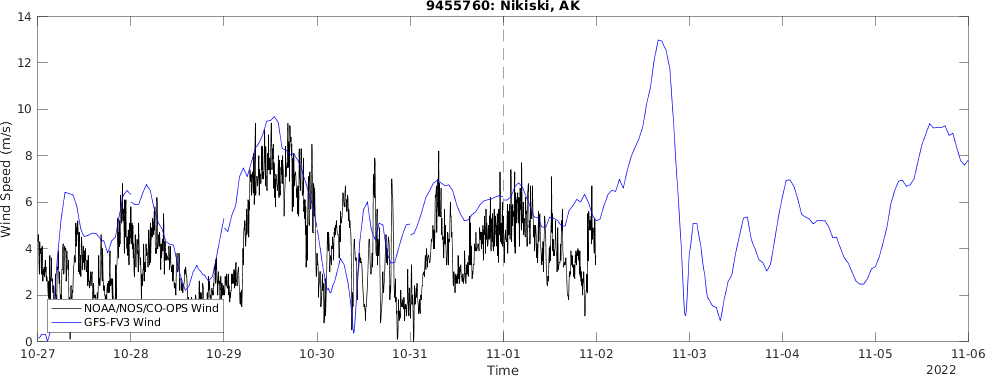 9455760: Nikiski, AK
14
12
10
8
6
4
2
0
Wind Speed (m/s)
NOAA/NOS/CO-OPS Wind
GFS-FV3 Wind
10-27 10-28 10-29 10-30 10-31 11-01 11-02 11-03 11-04 11-05 11-06
Time
2022